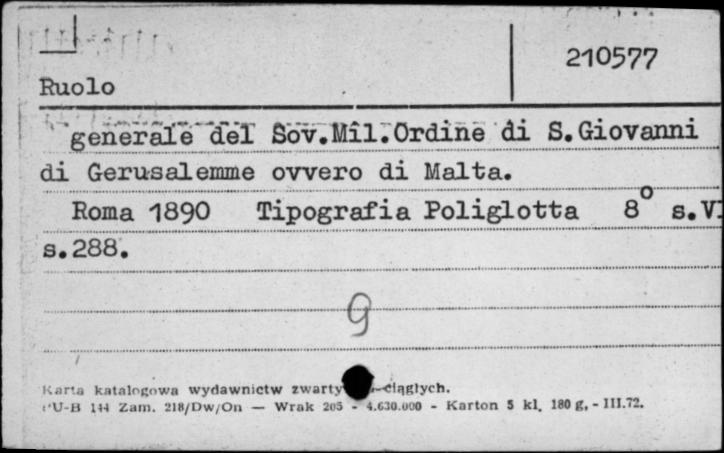 210577
Ruolo
generale del Sov.Mil.Ordine di S.Giovanni
di Gerusalemme ovvero di Malta.
Roma 1890 Tipografia Poliglotta 8° s.VI
s.288.
9
Karta katalogowa wydawnictw zwarty ciągłych.
PU-B 144 Zam. 218/Dw/On — Wrak 205 - 4.630.000 - Karton 5 kl. 180 g. - III.72.